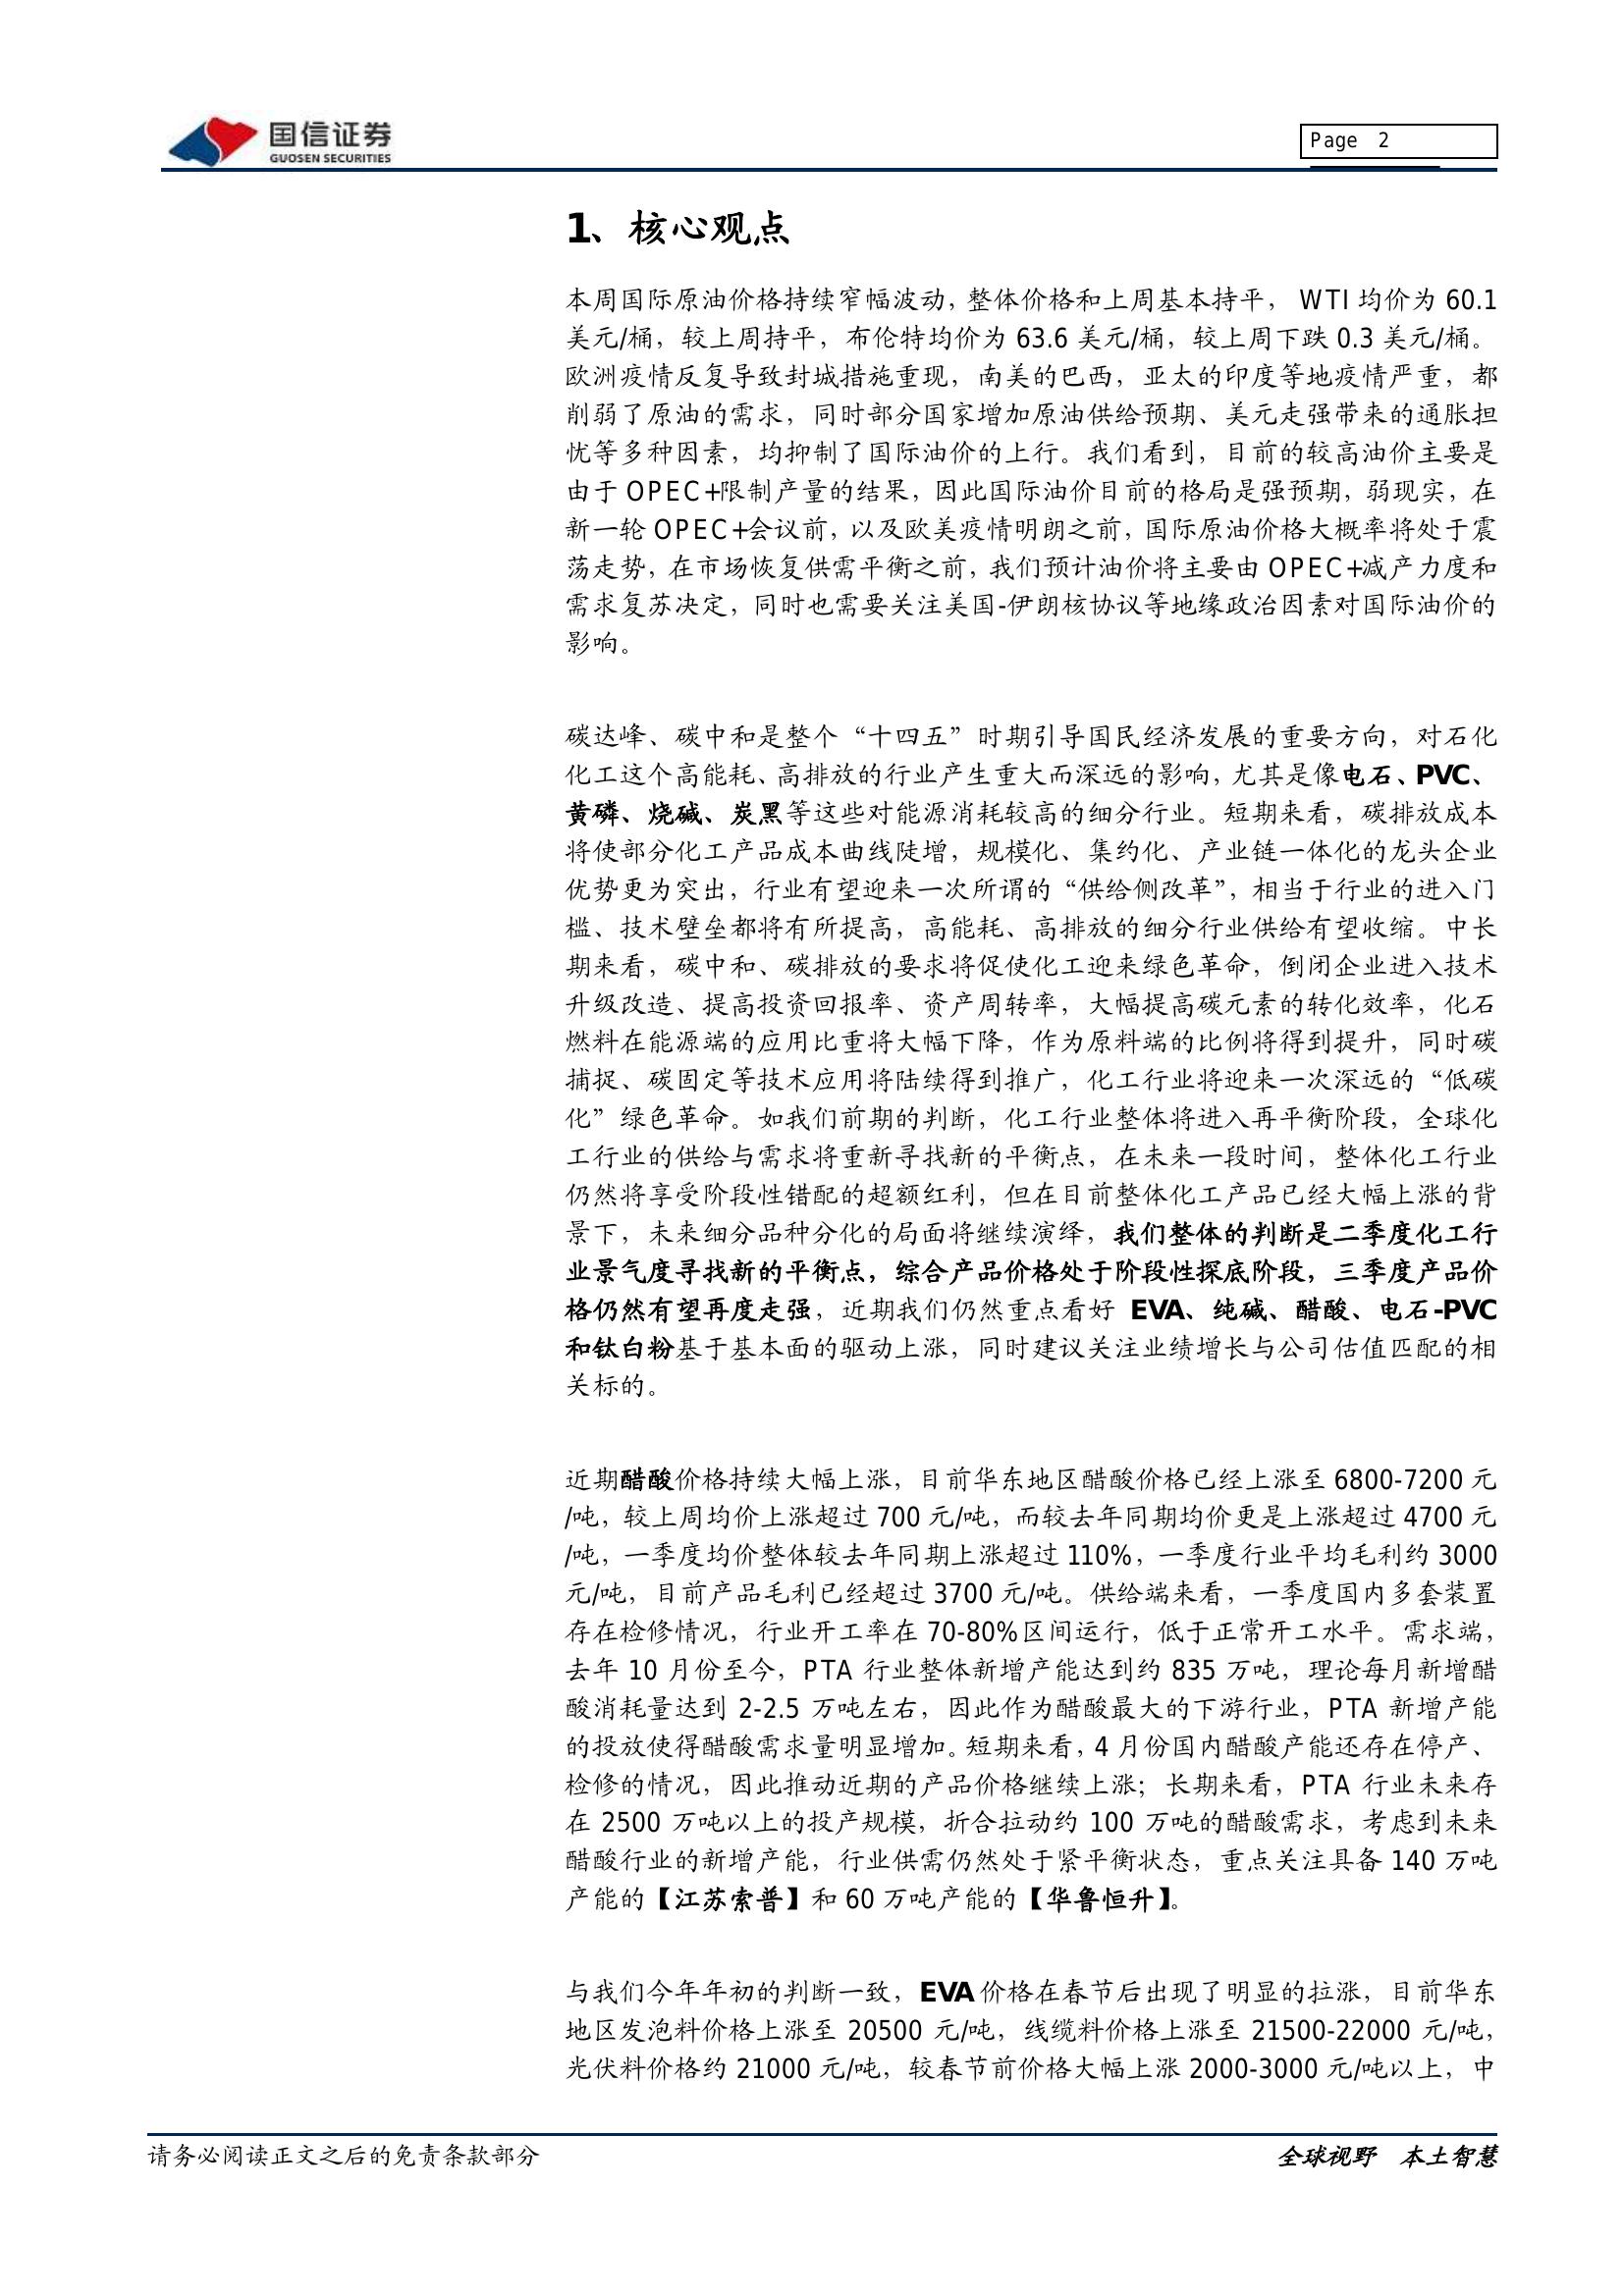 国信证券
GUOSEN SECURITIES
Page 2
1、核心观点
本周国际原油价格持续窄幅波动，整体价格和上周基本持平， WTI 均价为 60.1
美元/桶，较上周持平，布伦特均价为 63.6 美元/桶，较上周下跌 0.3 美元/桶。
欧洲疫情反复导致封城措施重现，南美的巴西，亚太的印度等地疫情严重，都
削弱了原油的需求，同时部分国家增加原油供给预期、美元走强带来的通胀担
忧等多种因素，均抑制了国际油价的上行。我们看到，目前的较高油价主要是
由于 OPEC+限制产量的结果，因此国际油价目前的格局是强预期，弱现实，在
新一轮 OPEC+会议前，以及欧美疫情明朗之前，国际原油价格大概率将处于震
荡走势，在市场恢复供需平衡之前，我们预计油价将主要由 OPEC+减产力度和
需求复苏决定，同时也需要关注美国-伊朗核协议等地缘政治因素对国际油价的
影响。
碳达峰、碳中和是整个“十四五”时期引导国民经济发展的重要方向，对石化
化工这个高能耗、高排放的行业产生重大而深远的影响，尤其是像电石、PVC、
黄磷、烧碱、炭黑等这些对能源消耗较高的细分行业。短期来看，碳排放成本
将使部分化工产品成本曲线陡增，规模化、集约化、产业链一体化的龙头企业
优势更为突出，行业有望迎来一次所谓的“供给侧改革”，相当于行业的进入门
槛、技术壁垒都将有所提高，高能耗、高排放的细分行业供给有望收缩。中长
期来看，碳中和、碳排放的要求将促使化工迎来绿色革命，倒闭企业进入技术
升级改造、提高投资回报率、资产周转率，大幅提高碳元素的转化效率，化石
燃料在能源端的应用比重将大幅下降，作为原料端的比例将得到提升，同时碳
捕捉、碳固定等技术应用将陆续得到推广，化工行业将迎来一次深远的“低碳
化”绿色革命。如我们前期的判断，化工行业整体将进入再平衡阶段，全球化
工行业的供给与需求将重新寻找新的平衡点，在未来一段时间，整体化工行业
仍然将享受阶段性错配的超额红利，但在目前整体化工产品已经大幅上涨的背
景下，未来细分品种分化的局面将继续演绎，我们整体的判断是二季度化工行
业景气度寻找新的平衡点，综合产品价格处于阶段性探底阶段，三季度产品价
格仍然有望再度走强，近期我们仍然重点看好 EVA、纯碱、醋酸、电石-PVC
和钛白粉基于基本面的驱动上涨，同时建议关注业绩增长与公司估值匹配的相
关标的。
近期醋酸价格持续大幅上涨，目前华东地区醋酸价格已经上涨至 6800-7200 元
/吨，较上周均价上涨超过 700 元/吨，而较去年同期均价更是上涨超过 4700 元
/吨，一季度均价整体较去年同期上涨超过 110%，一季度行业平均毛利约 3000
元/吨，目前产品毛利已经超过 3700 元/吨。供给端来看，一季度国内多套装置
存在检修情况，行业开工率在 70-80%区间运行，低于正常开工水平。需求端，
去年 10 月份至今，PTA 行业整体新增产能达到约 835 万吨，理论每月新增醋
酸消耗量达到 2-2.5 万吨左右，因此作为醋酸最大的下游行业，PTA 新增产能
的投放使得醋酸需求量明显增加。短期来看，4 月份国内醋酸产能还存在停产、
检修的情况，因此推动近期的产品价格继续上涨；长期来看，PTA 行业未来存
在 2500 万吨以上的投产规模，折合拉动约 100 万吨的醋酸需求，考虑到未来
醋酸行业的新增产能，行业供需仍然处于紧平衡状态，重点关注具备 140 万吨
产能的【江苏索普】和 60 万吨产能的【华鲁恒升】。
与我们今年年初的判断一致，EVA 价格在春节后出现了明显的拉涨，目前华东
地区发泡料价格上涨至 20500 元/吨，线缆料价格上涨至 21500-22000 元/吨，
光伏料价格约 21000 元/吨，较春节前价格大幅上涨 2000-3000 元/吨以上，中
请务必阅读正文之后的免责条款部分
全球视野 本土智慧